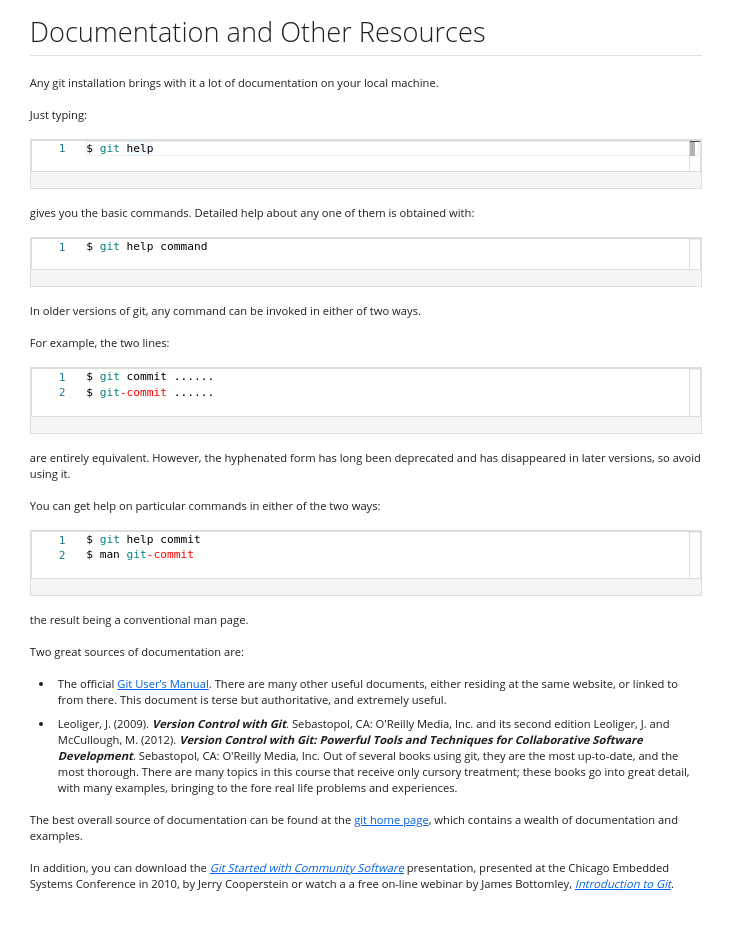 Documentation and Other Resources
Any git installation brings with it a lot of documentation on your local machine.
Just typing:
1 $ git help
gives you the basic commands. Detailed help about any one of them is obtained with:
1 $ git help command
In older versions of git, any command can be invoked in either of two ways.
For example, the two lines:
1 $ git commit ......
2 $ git-commit ......
are entirely equivalent. However, the hyphenated form has long been deprecated and has disappeared in later versions, so avoid
using it.
You can get help on particular commands in either of the two ways:
1 $ git help commit
2 $ man git-commit
the result being a conventional man page.
Two great sources of documentation are:
• The official Git User’s Manual. There are many other useful documents, either residing at the same website, or linked to
from there. This document is terse but authoritative, and extremely useful.
• Leoliger, J. (2009). Version Control with Git. Sebastopol, CA: O'Reilly Media, Inc. and its second edition Leoliger, J. and
McCullough, M. (2012). Version Control with Git: Powerful Tools and Techniques for Collaborative Software
Development. Sebastopol, CA: O'Reilly Media, Inc. Out of several books using git, they are the most up-to-date, and the
most thorough. There are many topics in this course that receive only cursory treatment; these books go into great detail,
with many examples, bringing to the fore real life problems and experiences.
The best overall source of documentation can be found at the git home page, which contains a wealth of documentation and
examples.
In addition, you can download the Git Started with Community Software presentation, presented at the Chicago Embedded
Systems Conference in 2010, by Jerry Cooperstein or watch a a free on-line webinar by James Bottomley, Introduction to Git.